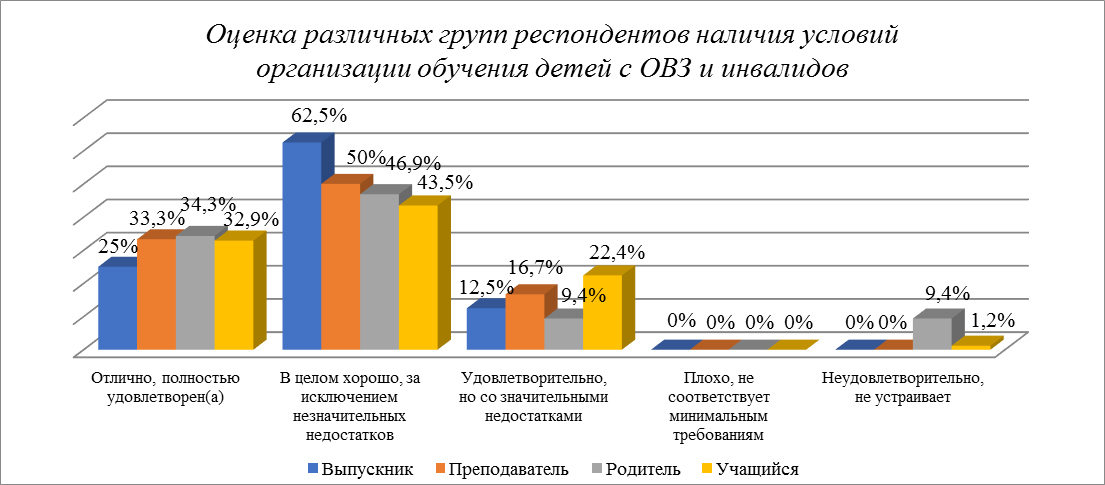 Оценка различных групп респондентов наличия условий
организации обучения детей с ОВЗ и инвалидов
25%
33,3%
34,3%
32,9%
62,5%
50%
46,9%
43,5%
12,5%
16,7%
9,4%
22,4%
0%
0%
0%
0%
0%
0%
9,4%
1,2%
Отлично, полностью
удовлетворен(а)
В целом хорошо, за
исключением
незначительных
недостатков
Удовлетворительно,
но со значительными
недостатками
Плохо, не
соответствует
минимальным
требованиям
Неудовлетворительно,
не устраивает
Выпускник
Преподаватель
Родитель
Учащийся